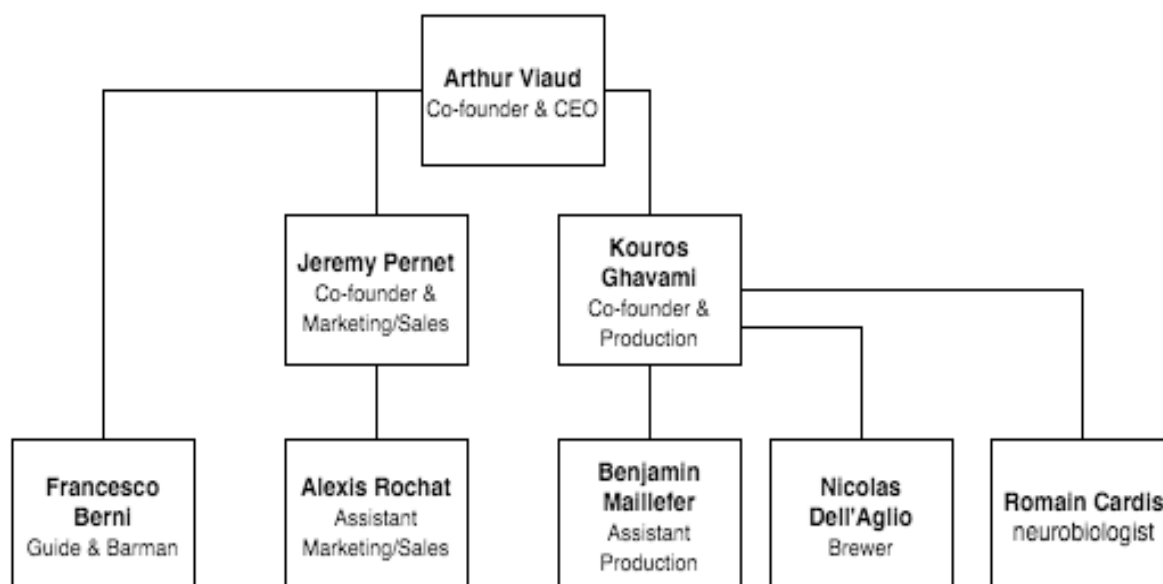 Arthur Viaud
Co-founder & CEO
Jeremy Pernet
Co-founder &
Marketing/Sales
Kouros
Ghavami
Co-founder &
Production
Francesco
Berni
Guide & Barman
Alexis Rochat
Assistant
Marketing/Sales
Benjamin
Maillefer
Assistant
Production
Nicolas
Dell'Aglio
Brewer
Romain Cardis
neurobiologist